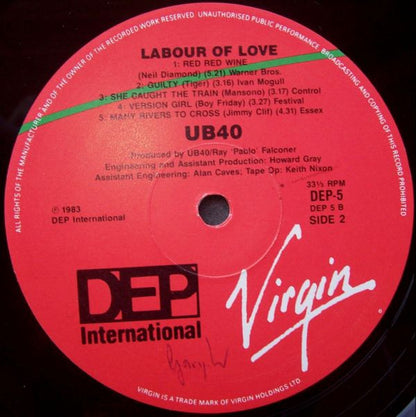 ALL RIGHTS OF THE MANUFACTURER AND OF THE OWNER OF THE RECORDED WORK RESERVED UNAUTHORISED PUBLIC PERFORMANCE, BROADCASTING AND COPYING OF THIS RECORD PROHIBITED
LABOUR OF LOVE
1: RED RED WINE
(Neil Diamond) (5.21) Warner Bros.
2: GUILTY (Tiger) (3.16) Ivan Mogull
3: SHE CAUGHT THE TRAIN (Mansono) (3.17) Control
4: VERSION GIRL (Boy Friday) (3.27) Festival
5: MANY RIVERS TO CROSS (Jimmy Clif) (4.31) Essex
UB40
Produced by UB40/Ray 'Pablo' Falconer
Engineering and Assistant Production: Howard Gray
Assistant Engineering: Alan Caves; Tape Op: Keith Nixon
℗ 1983
DEP International
33⅓ RPM
DEP-5
DEP 5 B
SIDE 2
DEP
International
Virgin
VIRGIN IS A TRADE MARK OF VIRGIN HOLDINGS LTD.